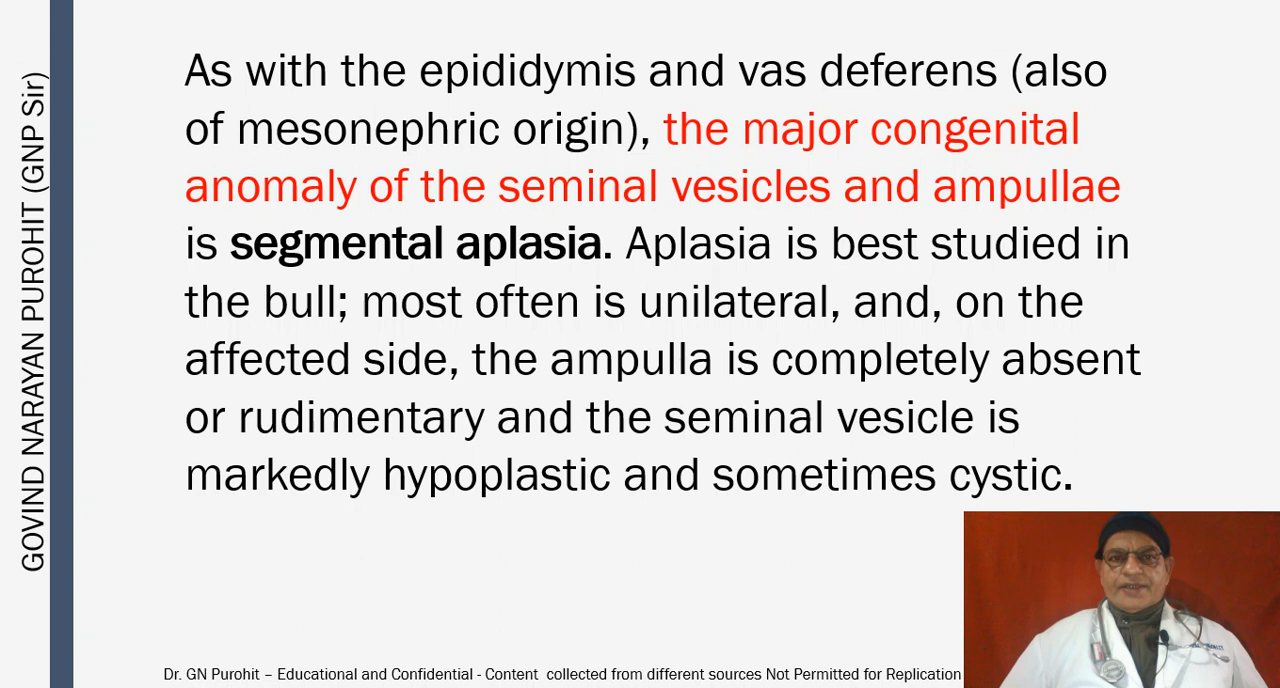 GOVIND NARAYAN PUROHIT (GNP Sir)
As with the epididymis and vas deferens (also
of mesonephric origin), the major congenital
anomaly of the seminal vesicles and ampullae
is segmental aplasia. Aplasia is best studied in
the bull; most often is unilateral, and, on the
affected side, the ampulla is completely absent
or rudimentary and the seminal vesicle is
markedly hypoplastic and sometimes cystic.
Dr. GN Purohit – Educational and Confidential - Content collected from different sources Not Permitted for Replication